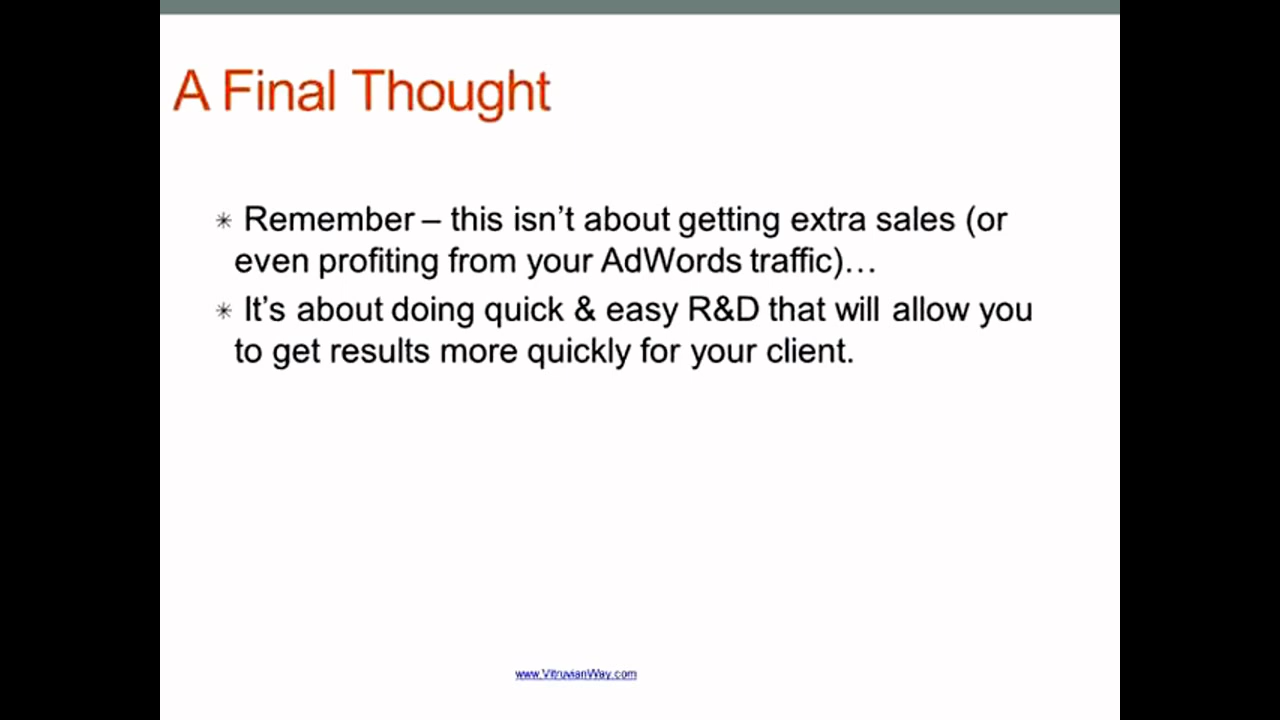 A Final Thought
✳ Remember – this isn’t about getting extra sales (or
even profiting from your AdWords traffic)…
✳ It’s about doing quick & easy R&D that will allow you
to get results more quickly for your client.
www.VitruvianWay.com